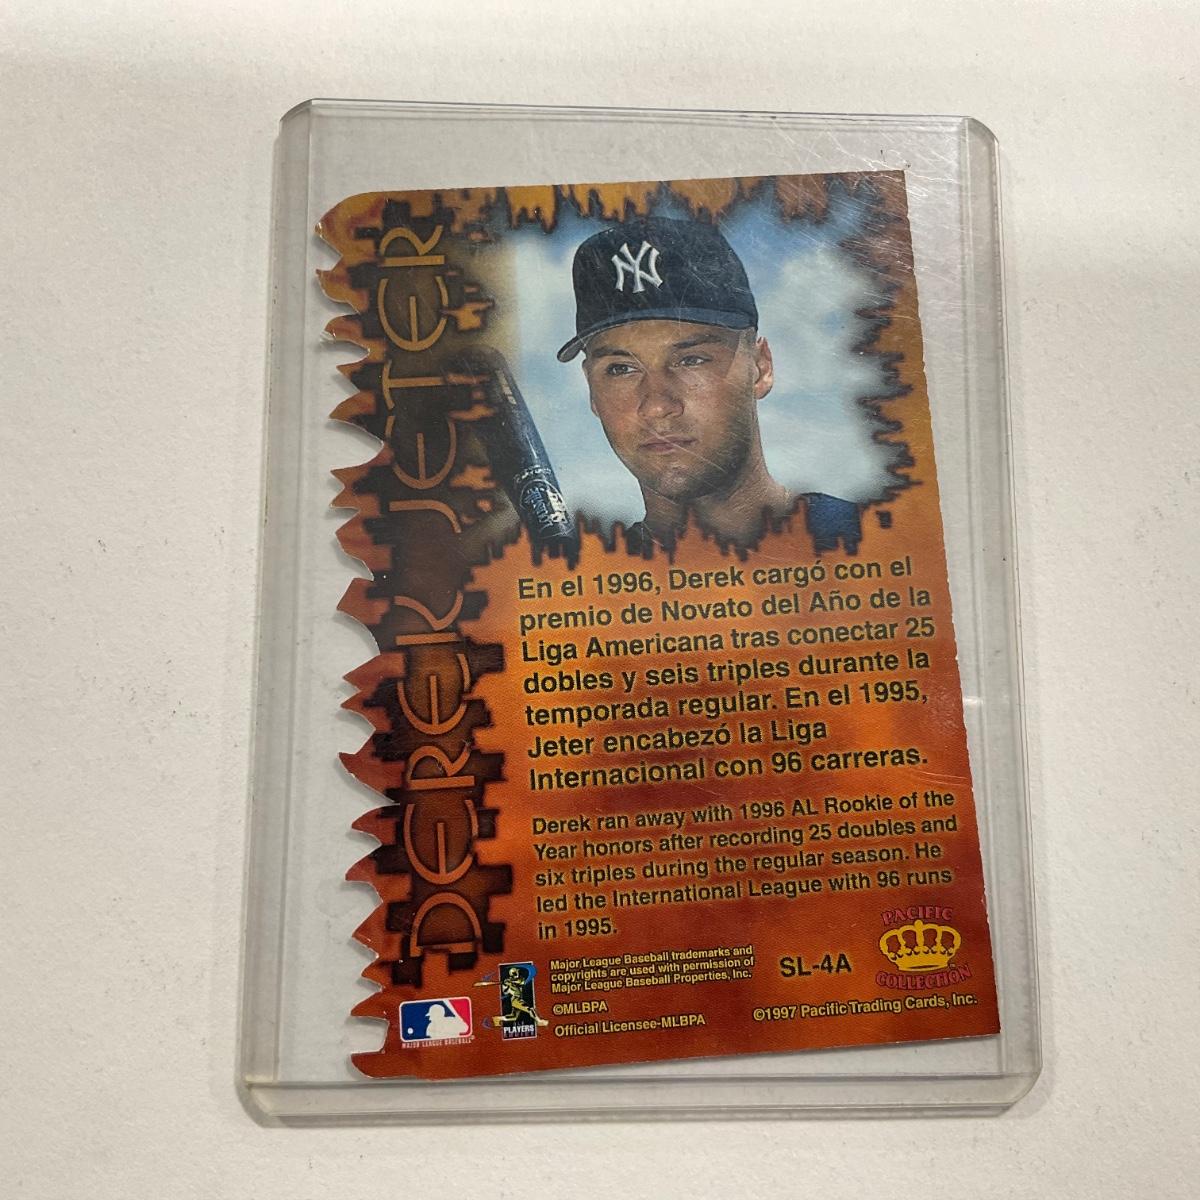 DEREK JETER
NY
En el 1996, Derek cargó con el
premio de Novato del Año de la
Liga Americana tras conectar 25
dobles y seis triples durante la
temporada regular. En el 1995,
Jeter encabezó la Liga
Internacional con 96 carreras.
Derek ran away with 1996 AL Rookie of the
Year honors after recording 25 doubles and
six triples during the regular season. He
led the International League with 96 runs
in 1995.
Major League Baseball trademarks and
copyrights are used with permission of
Major League Baseball Properties, Inc.
SL-4A
PACIFIC
COLLECTION
MAJOR LEAGUE BASEBALL
PLAYERS
CHOICE
©MLBPA
Official Licensee-MLBPA
©1997 Pacific Trading Cards, Inc.